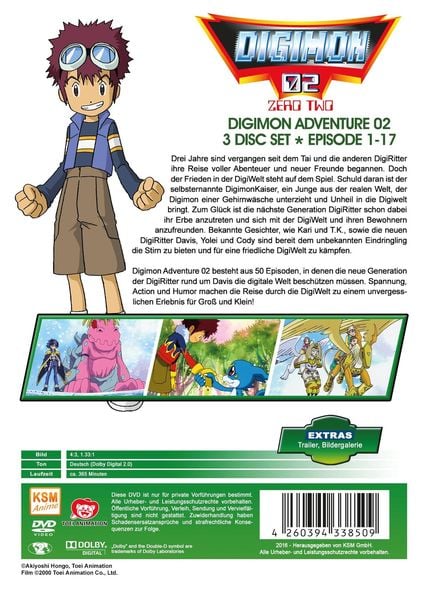 DIGIMON
02
ZERO TWO
DIGIMON ADVENTURE 02
3 DISC SET * EPISODE 1-17
Drei Jahre sind vergangen seit dem Tai und die anderen DigiRitter
ihre Reise voller Abenteuer und neuer Freunde begannen. Doch
der Frieden in der DigiWelt steht auf dem Spiel. Schuld daran ist der
selbsternannte DigimonKaiser, ein Junge aus der realen Welt, der
Digimon einer Gehirnwäsche unterzieht und Unheil in die Digiwelt
bringt. Zum Glück ist die nächste Generation DigiRitter schon dabei
ihr Erbe anzutreten und sich mit der DigiWelt und ihren Bewohnern
anzufreunden. Bekannte Gesichter, wie Kari und T.K., sowie die neuen
DigiRitter Davis, Yolei und Cody sind bereit dem unbekannten Eindringling
die Stirn zu bieten und für eine friedliche DigiWelt zu kämpfen.
Digimon Adventure 02 besteht aus 50 Episoden, in denen die neue Generation
der DigiRitter rund um Davis die digitale Welt beschützen müssen. Spannung,
Action und Humor machen die Reise durch die DigiWelt zu einem unvergess-
lichen Erlebnis für Groß und Klein!
EXTRAS
Trailer, Bildergalerie
Bild 4:3, 1.33:1
Ton Deutsch (Dolby Digital 2.0)
Laufzeit ca. 365 Minuten
KSM
Anime
TOEI ANIMATION
DVD
VIDEO
DOLBY
DIGITAL
Diese DVD ist nur für private Vorführungen bestimmt.
Alle Urheber- und Leistungsschutzrechte vorbehalten.
Öffentliche Vorführung, Verleih, Sendung und Vervielfäl-
tigung sind nicht gestattet. Zuwiderhandlung haben
Schadensersatzansprüche und strafrechtliche Konse-
quenzen zur Folge.
„Dolby" und the Double-D symbol are
trademarks of Dolby Laboratories
4 260394 338509
2016 - Herausgegeben von KSM GmbH.
Alle Urheber- und Leistungsschutzrechte vorbehalten.
©Akiyoshi Hongo, Toei Animation
Film ©2000 Toei Animation Co., Ltd.